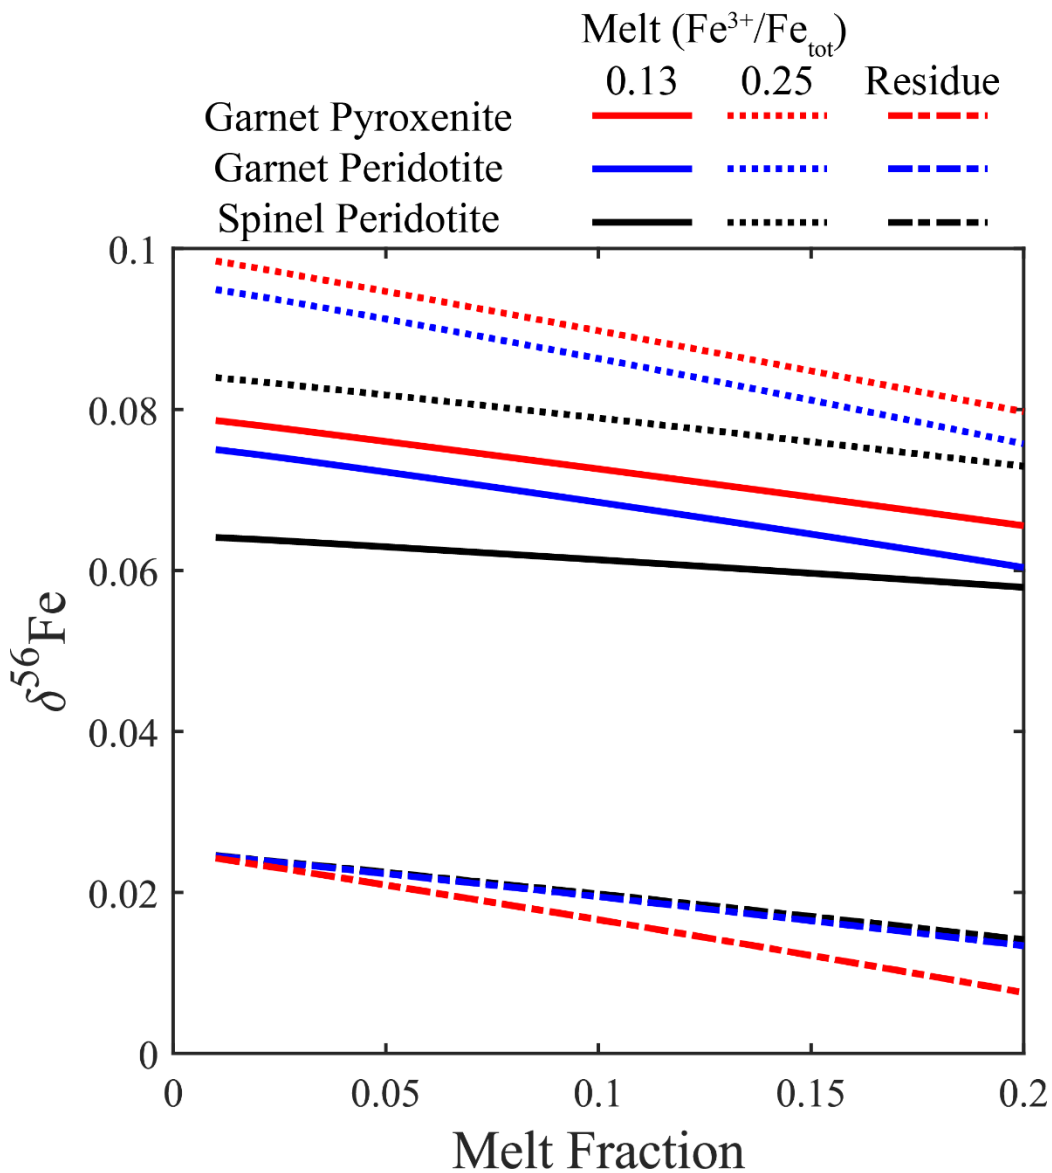 Melt (Fe³⁺/Fe_tot)
0.13 0.25 Residue
Garnet Pyroxenite
Garnet Peridotite
Spinel Peridotite
0.1
0.08
0.06
0.04
0.02
0
δ⁵⁶Fe
0 0.05 0.1 0.15 0.2
Melt Fraction